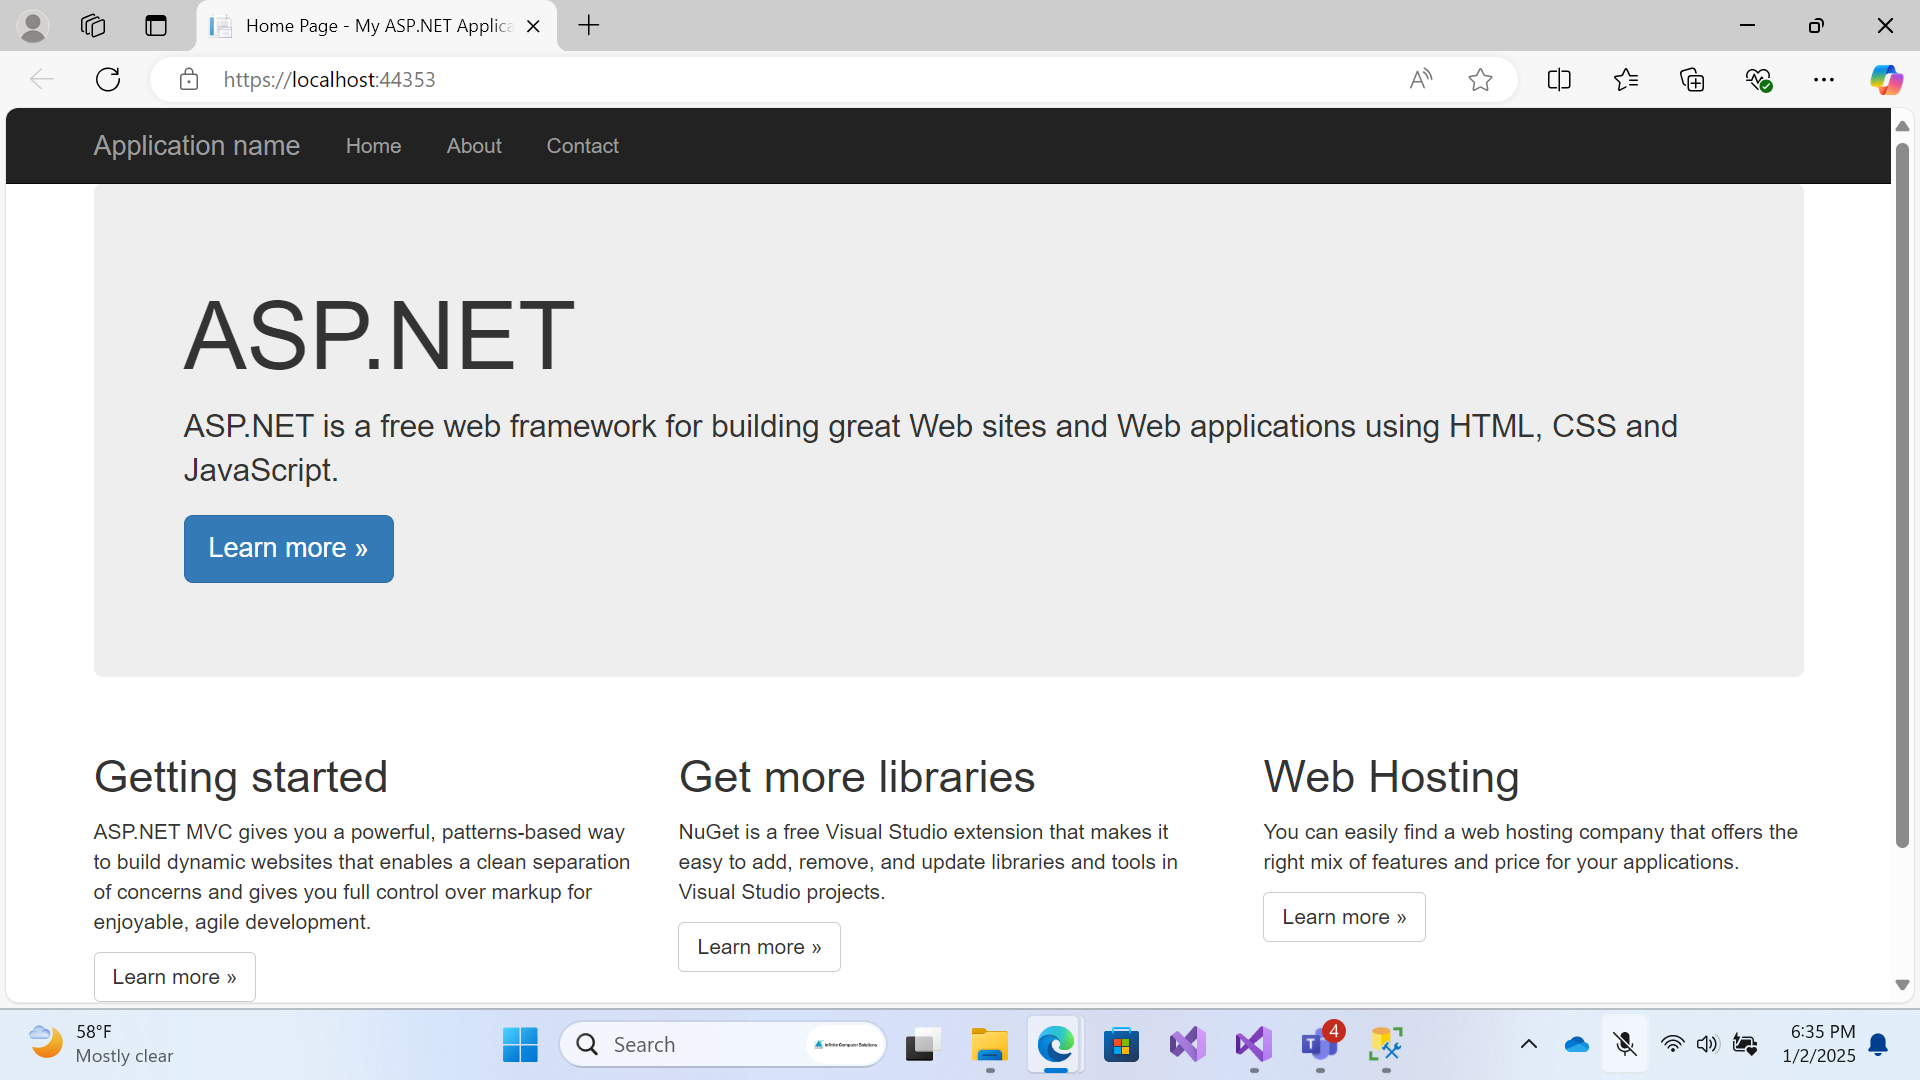 Home Page - My ASP.NET Applica
https://localhost:44353
Application name Home About Contact
ASP.NET
ASP.NET is a free web framework for building great Web sites and Web applications using HTML, CSS and
JavaScript.
Learn more »
Getting started
ASP.NET MVC gives you a powerful, patterns-based way
to build dynamic websites that enables a clean separation
of concerns and gives you full control over markup for
enjoyable, agile development.
Learn more »
Get more libraries
NuGet is a free Visual Studio extension that makes it
easy to add, remove, and update libraries and tools in
Visual Studio projects.
Learn more »
Web Hosting
You can easily find a web hosting company that offers the
right mix of features and price for your applications.
Learn more »
58°F
Mostly clear
Search
Infinite Computer Solutions
4
6:35 PM
1/2/2025